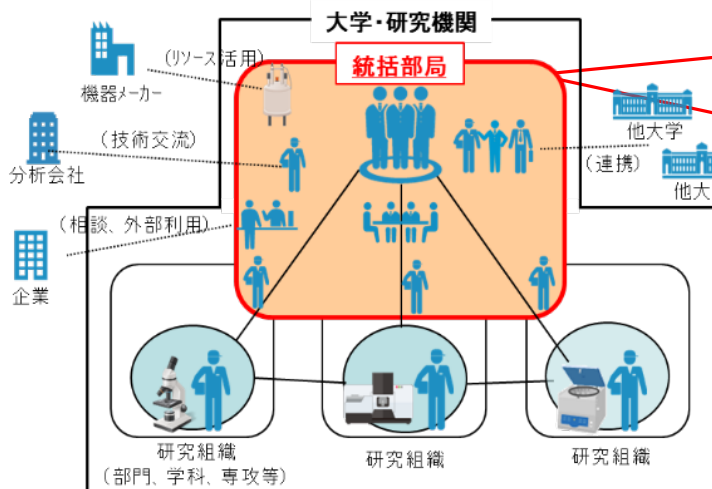 大学・研究機関
統括部局
(リソース活用)
機器メーカー
(技術交流)
分析会社
(相談、外部利用)
企業
他大学
(連携)
他大
研究組織
(部門、学科、専攻等)
研究組織
研究組織